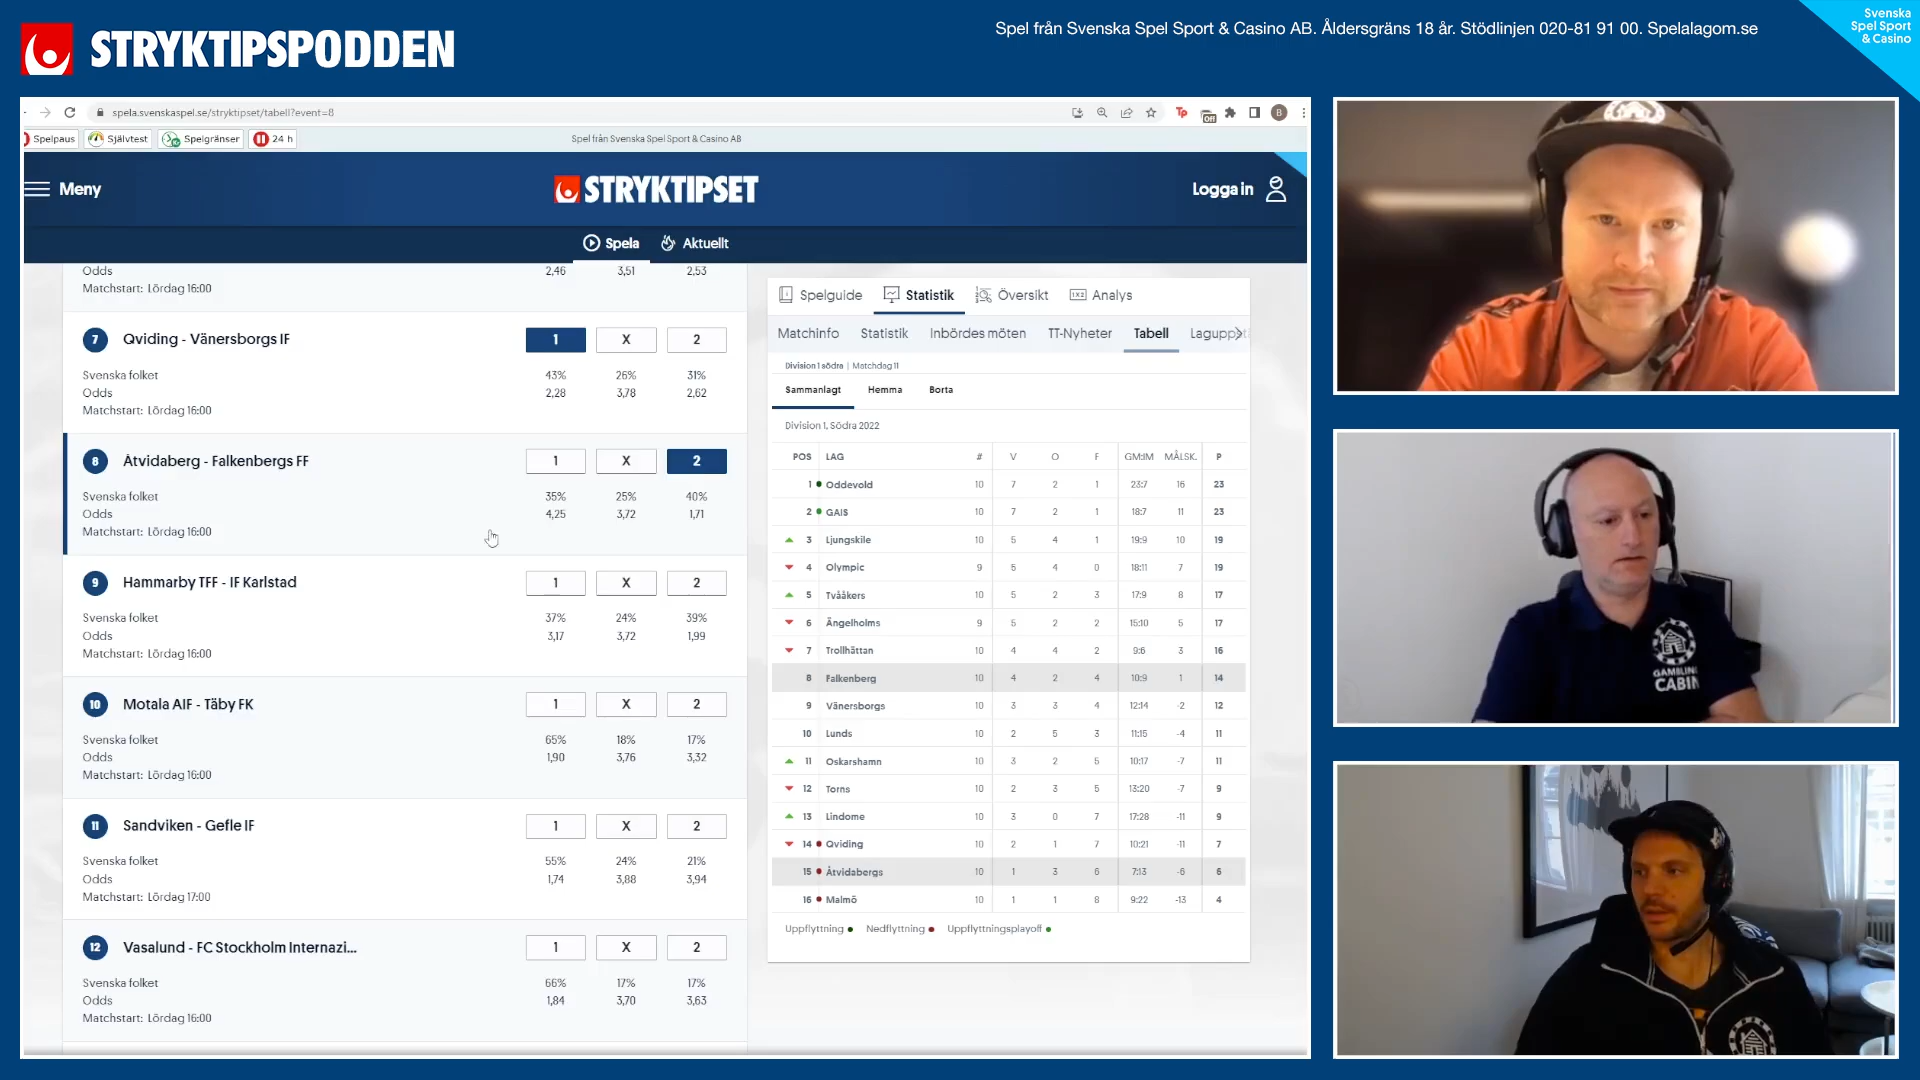 STRYKTIPSPODDEN
Spel från Svenska Spel Sport & Casino AB. Åldersgräns 18 år. Stödlinjen 020-81 91 00. Spelalagom.se
Svenska
Spel Sport
& Casino
spela.svenskaspel.se/stryktipset/tabell?event=8
Tp
Off
B
Spelpaus
Självtest
Spelgränser
24 h
Spel från Svenska Spel Sport & Casino AB
Meny
STRYKTIPSET
Logga in
Spela
Aktuellt
Odds 2,46 3,51 2,53
Matchstart: Lördag 16:00
7 Qviding - Vänersborgs IF 1 X 2
Svenska folket 43% 26% 31%
Odds 2,28 3,78 2,62
Matchstart: Lördag 16:00
8 Åtvidaberg - Falkenbergs FF 1 X 2
Svenska folket 35% 25% 40%
Odds 4,25 3,72 1,71
Matchstart: Lördag 16:00
9 Hammarby TFF - IF Karlstad 1 X 2
Svenska folket 37% 24% 39%
Odds 3,17 3,72 1,99
Matchstart: Lördag 16:00
10 Motala AIF - Täby FK 1 X 2
Svenska folket 65% 18% 17%
Odds 1,90 3,76 3,32
Matchstart: Lördag 16:00
11 Sandviken - Gefle IF 1 X 2
Svenska folket 55% 24% 21%
Odds 1,74 3,88 3,94
Matchstart: Lördag 17:00
12 Vasalund - FC Stockholm Internazi... 1 X 2
Svenska folket 66% 17% 17%
Odds 1,84 3,70 3,63
Matchstart: Lördag 16:00
Spelguide Statistik Översikt Analys
Matchinfo Statistik Inbördes möten TT-Nyheter Tabell
Division 1 södra | Matchdag 11
Sammanlagt Hemma Borta
Division 1, Södra 2022
POS LAG # V O F GM:IM MÅLSK. P
1 Oddevold 10 7 2 1 23:7 16 23
2 GAIS 10 7 2 1 18:7 11 23
3 Ljungskile 10 5 4 1 19:9 10 19
4 Olympic 9 5 4 0 18:11 7 19
5 Tvååkers 10 5 2 3 17:9 8 17
6 Ängelholms 9 5 2 2 15:10 5 17
7 Trollhättan 10 4 4 2 9:6 3 16
8 Falkenberg 10 4 2 4 10:9 1 14
9 Vänersborgs 10 3 3 4 12:14 -2 12
10 Lunds 10 2 5 3 11:15 -4 11
11 Oskarshamn 10 3 2 5 10:17 -7 11
12 Torns 10 2 3 5 13:20 -7 9
13 Lindome 10 3 0 7 17:28 -11 9
14 Qviding 10 2 1 7 10:21 -11 7
15 Åtvidabergs 10 1 3 6 7:13 -6 6
16 Malmö 10 1 1 8 9:22 -13 4
Uppflyttning Nedflyttning Uppflyttningsplayoff
GAMBLING
CABIN